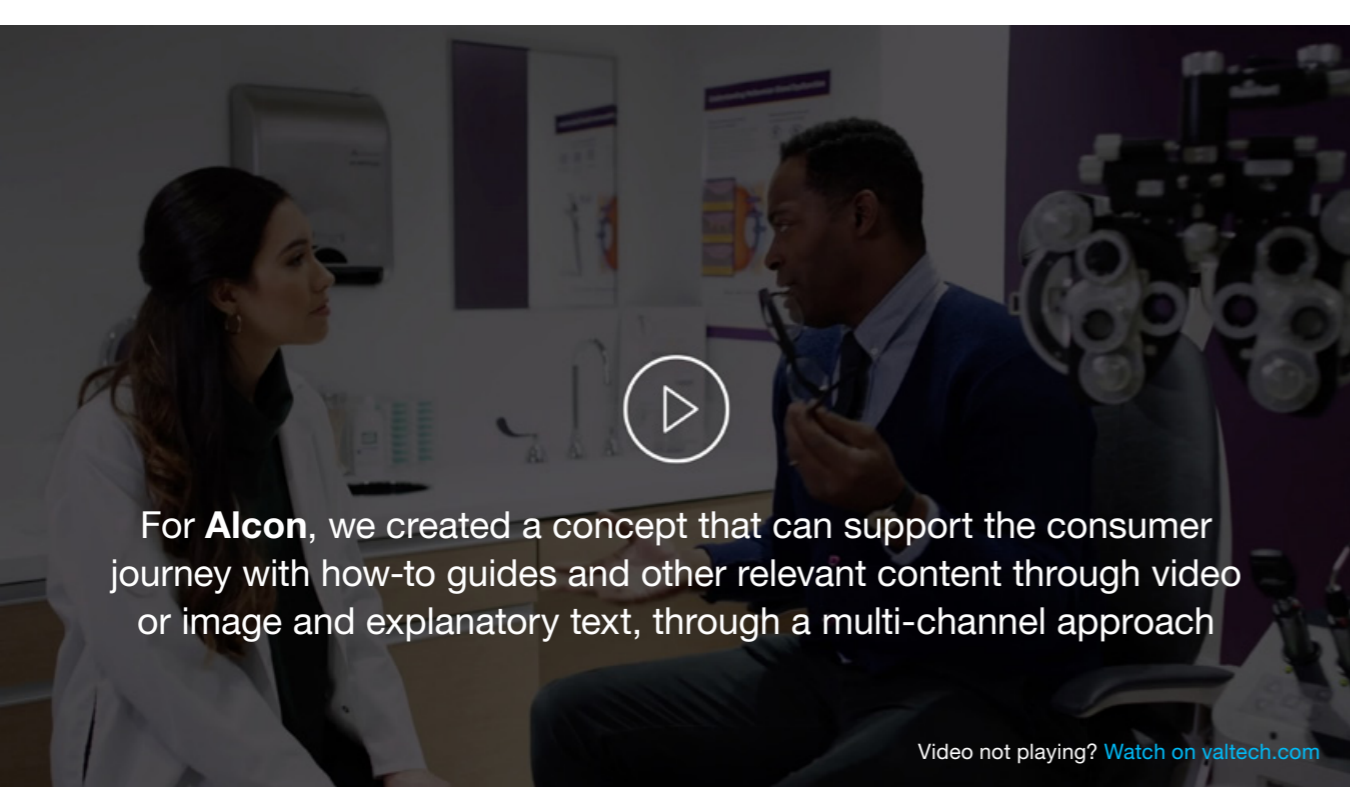 For Alcon, we created a concept that can support the consumer
journey with how-to guides and other relevant content through video
or image and explanatory text, through a multi-channel approach
Video not playing? Watch on valtech.com